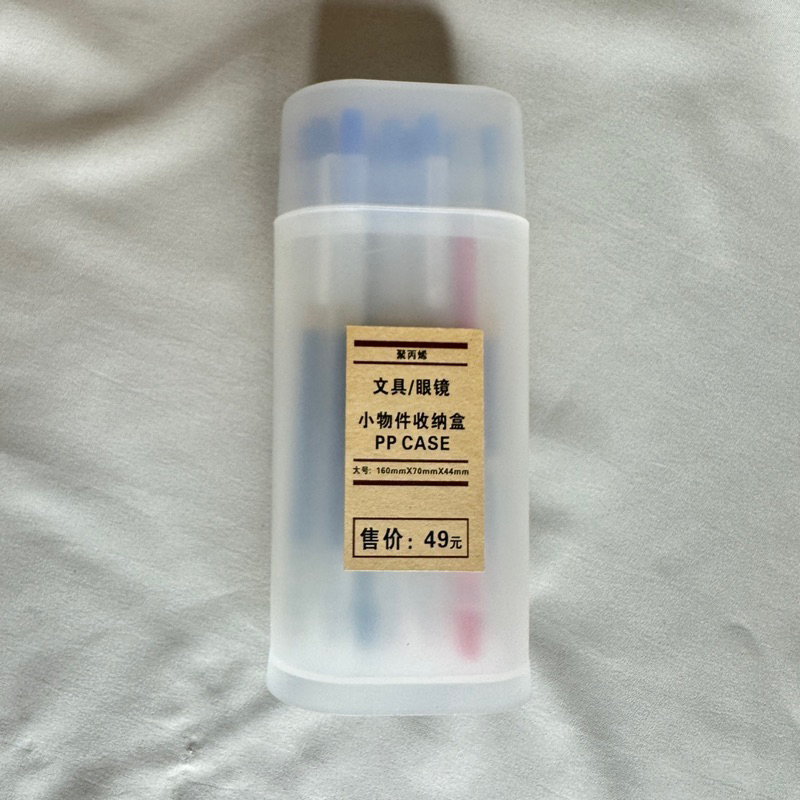 聚丙烯
文具/眼镜
小物件收纳盒
PP CASE
大号: 160mmX70mmX44mm
售价: 49元